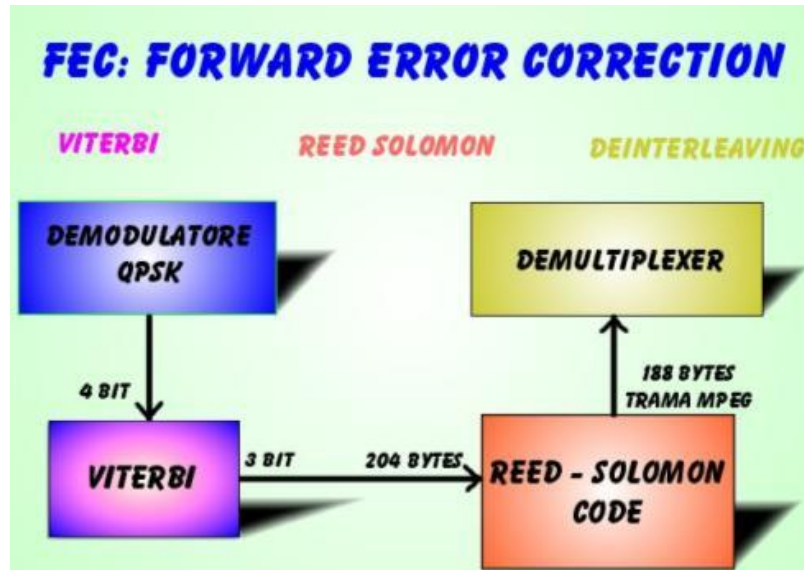 FEC: FORWARD ERROR CORRECTION
VITERBI
REED SOLOMON
DEINTERLEAVING
DEMODULATORE
QPSK
DEMULTIPLEXER
4 BIT
188 BYTES
TRAMA MPEG
VITERBI
3 BIT
204 BYTES
REED - SOLOMON
CODE